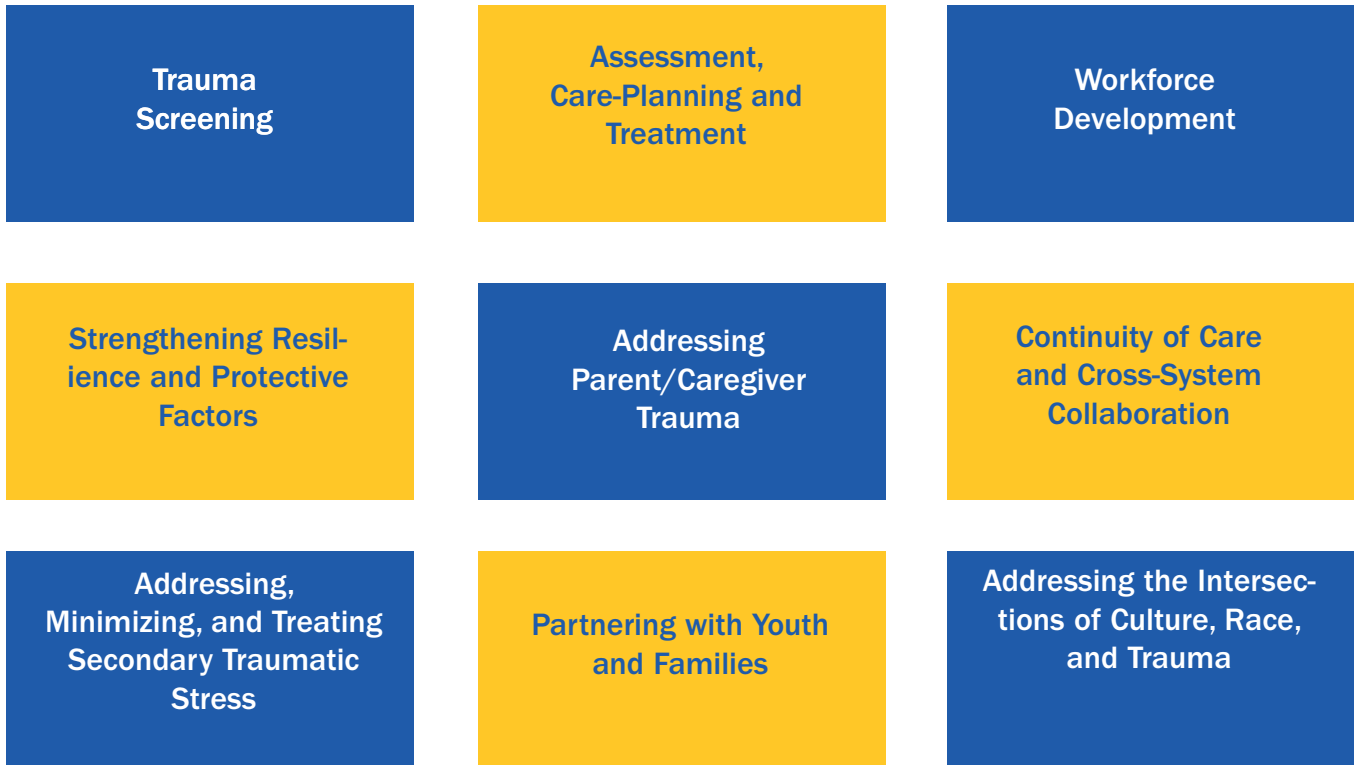 Trauma
Screening
Assessment,
Care-Planning and
Treatment
Workforce
Development
Strengthening Resil-
ience and Protective
Factors
Addressing
Parent/Caregiver
Trauma
Continuity of Care
and Cross-System
Collaboration
Addressing,
Minimizing, and Treating
Secondary Traumatic
Stress
Partnering with Youth
and Families
Addressing the Intersec-
tions of Culture, Race,
and Trauma